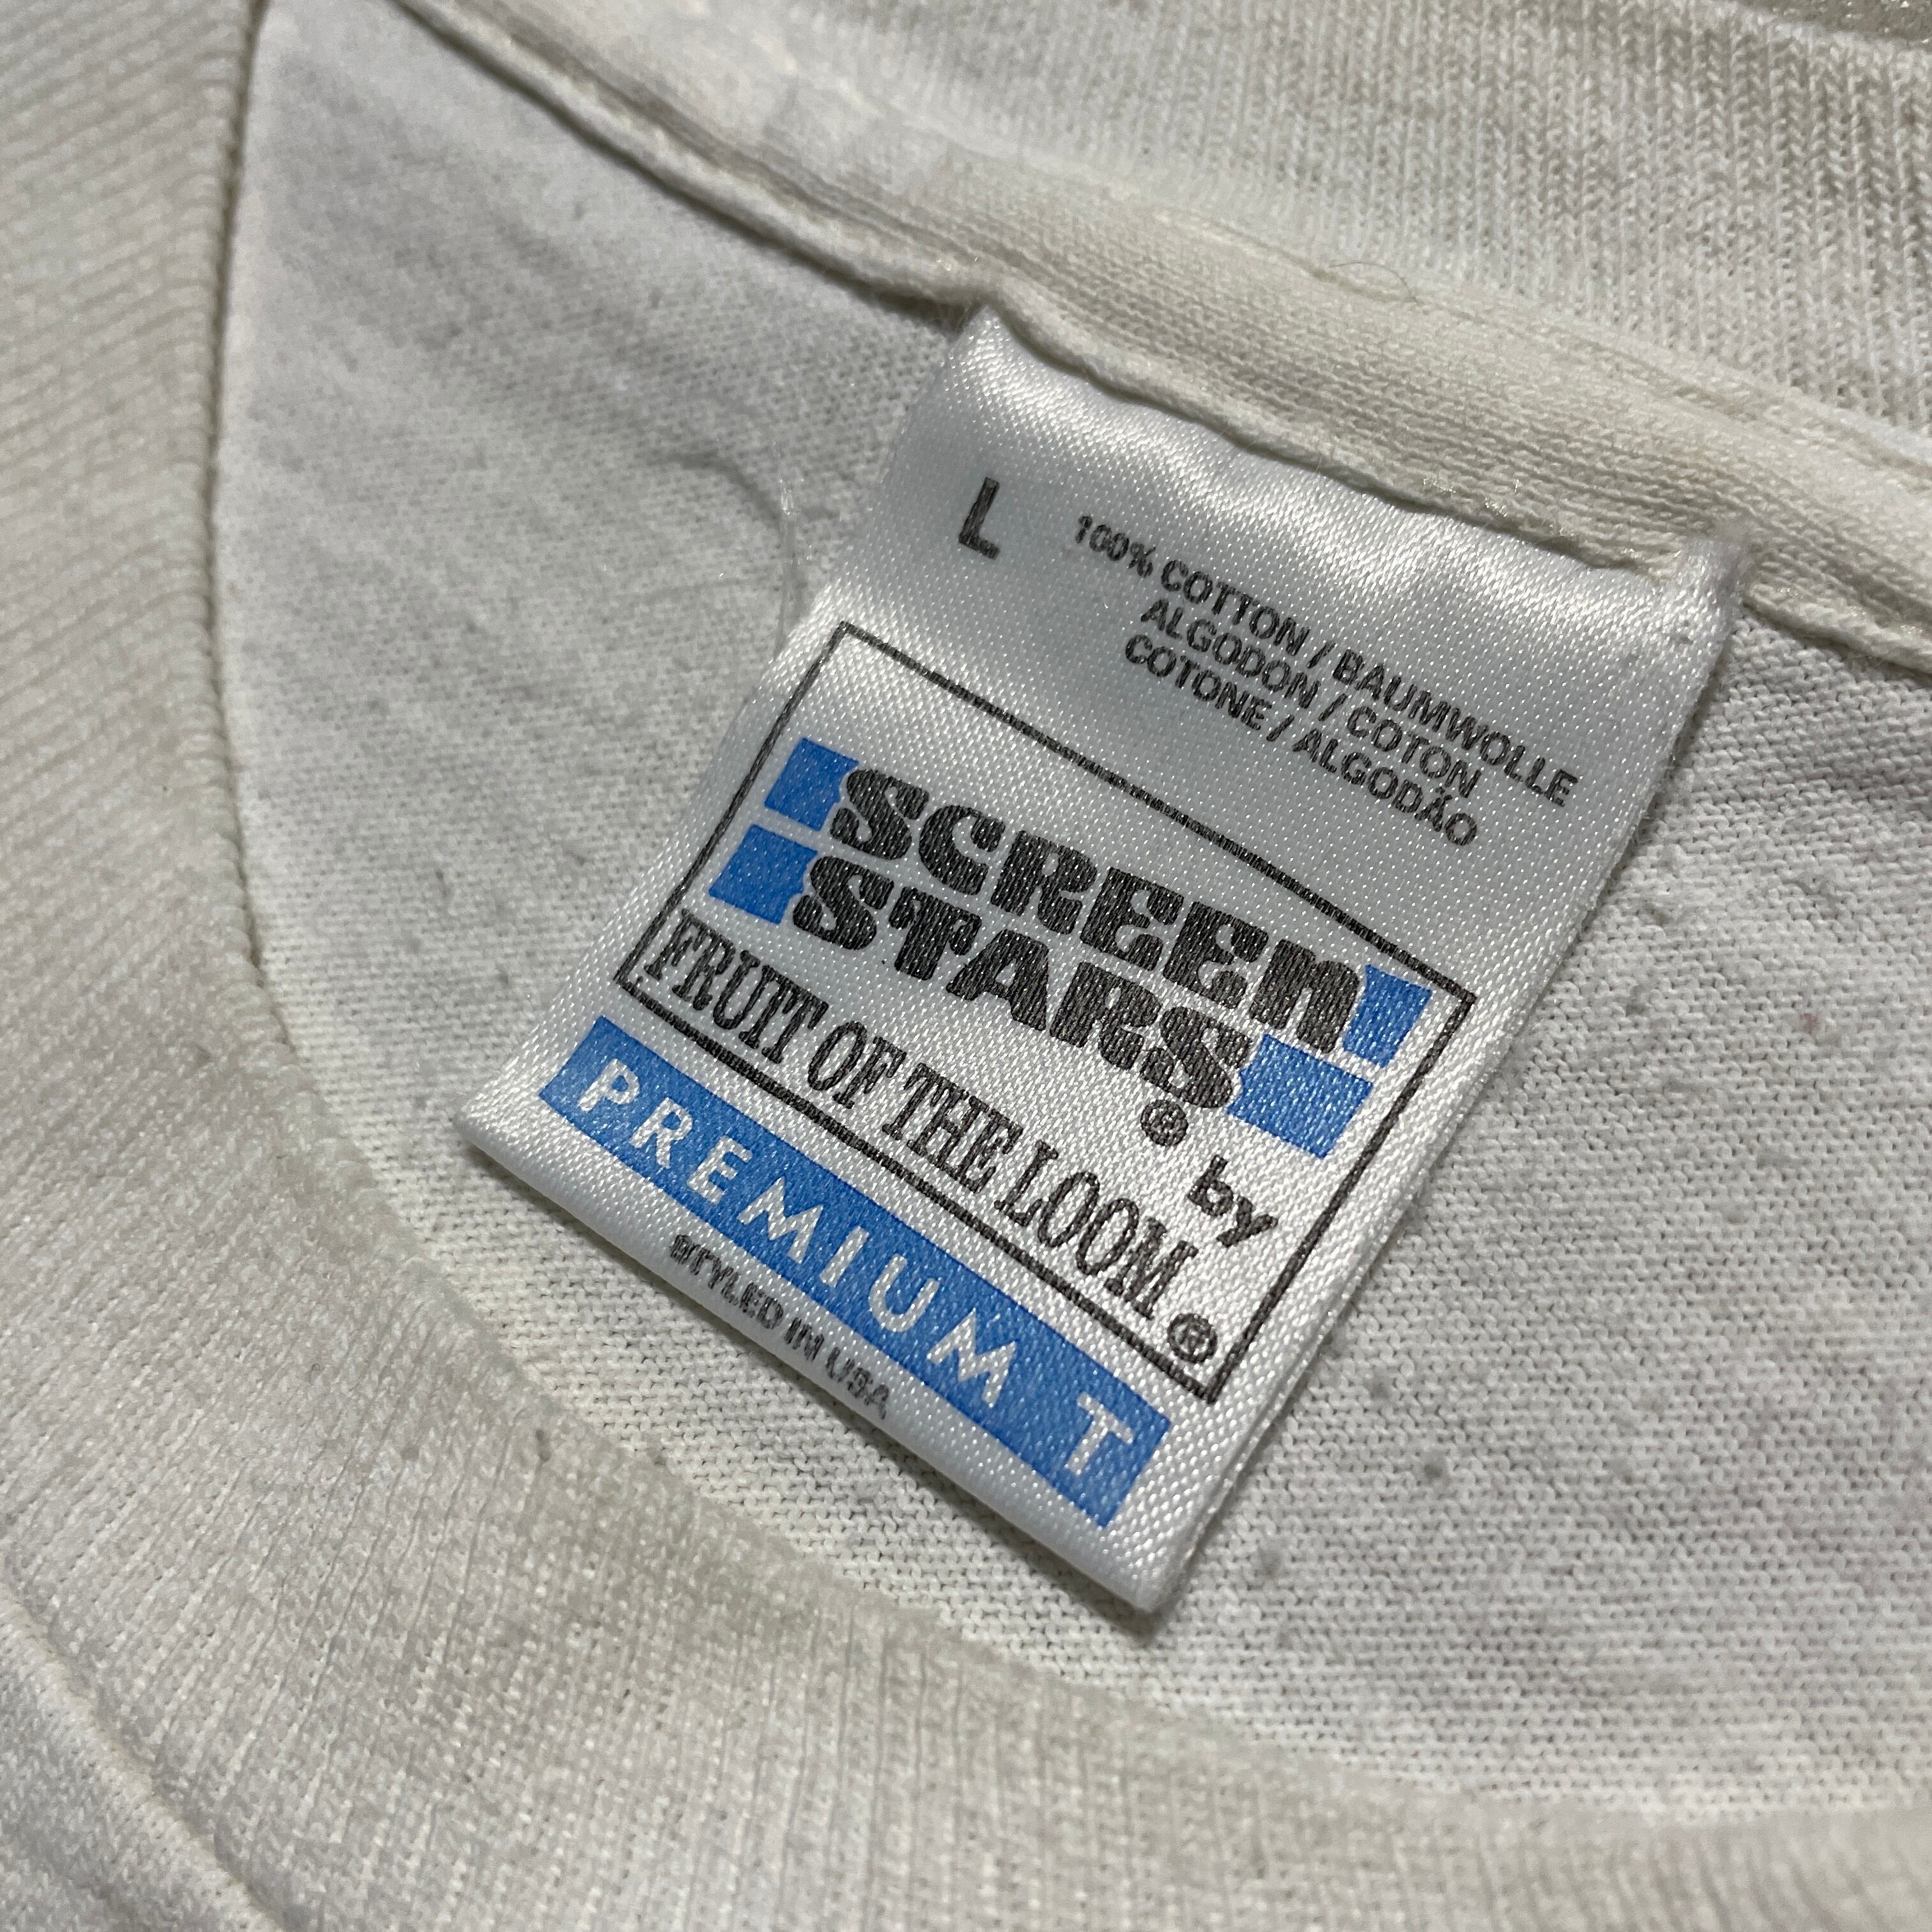 L
100% COTTON / BAUMWOLLE
ALGODON / COTON
COTONE / ALGODÃO
SCREEN
STARS® by
FRUIT OF THE LOOM®
PREMIUM T
STYLED IN USA